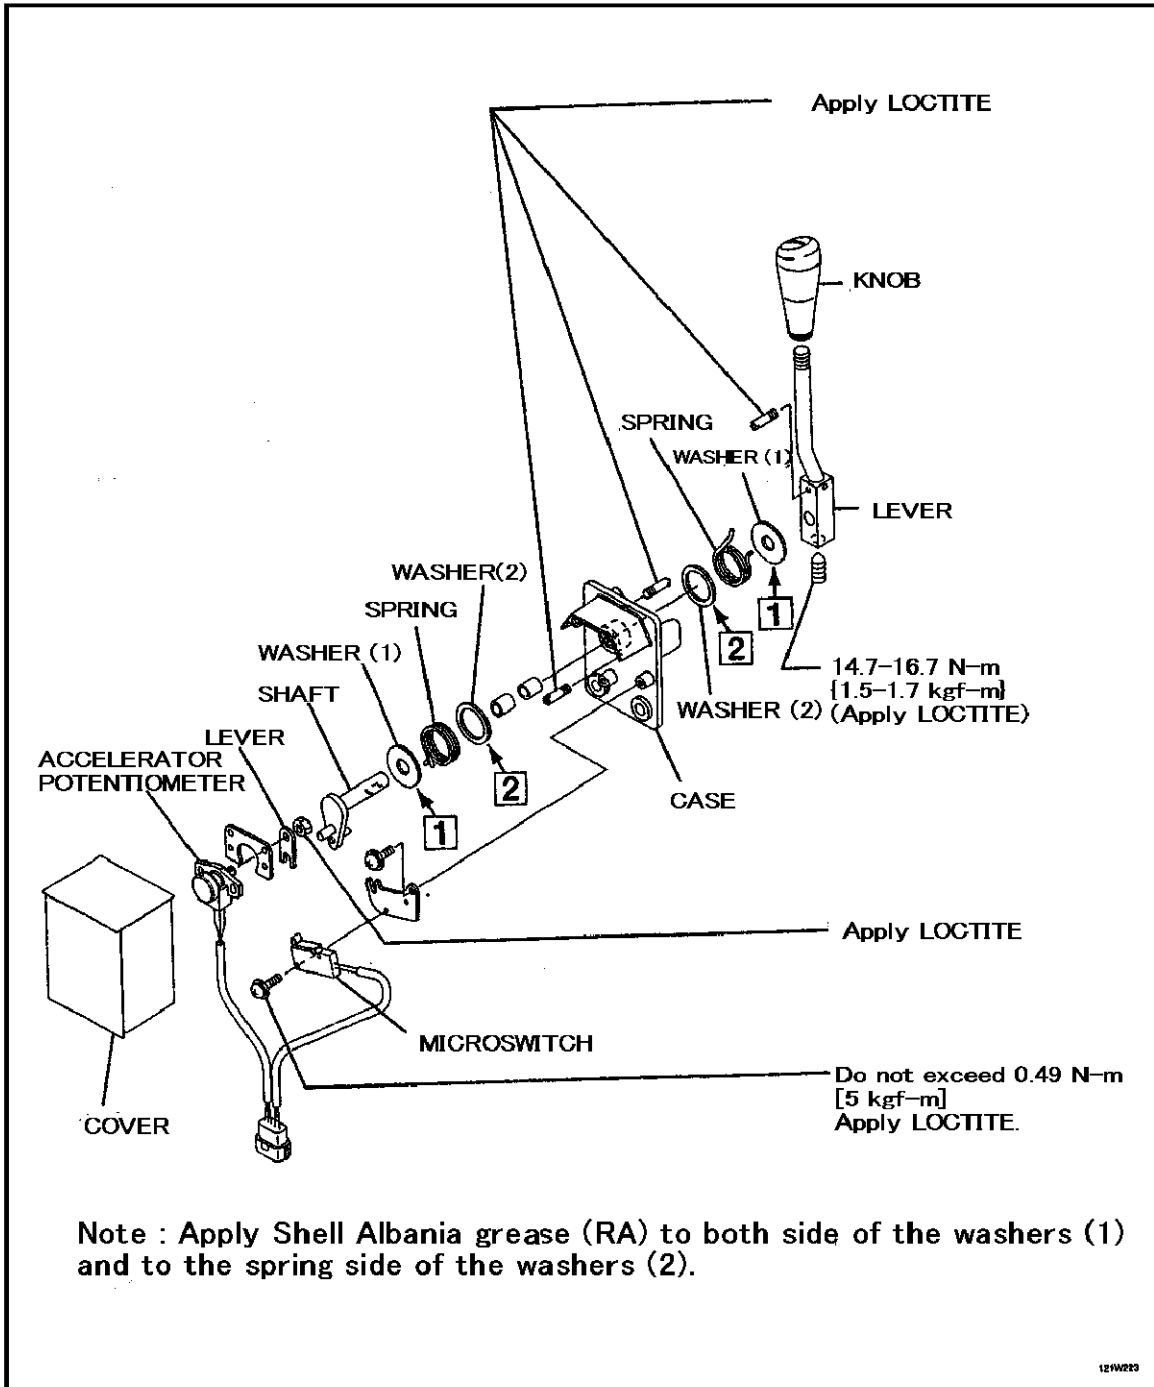 Apply LOCTITE
KNOB
SPRING
WASHER (1)
LEVER
WASHER(2)
SPRING
1
2
WASHER (1)
14.7-16.7 N-m
{1.5-1.7 kgf-m}
(Apply LOCTITE)
SHAFT
WASHER (2)
LEVER
ACCELERATOR
POTENTIOMETER
2
CASE
1
Apply LOCTITE
MICROSWITCH
Do not exceed 0.49 N-m
[5 kgf-m]
Apply LOCTITE.
COVER
Note : Apply Shell Albania grease (RA) to both side of the washers (1)
and to the spring side of the washers (2).
121W223